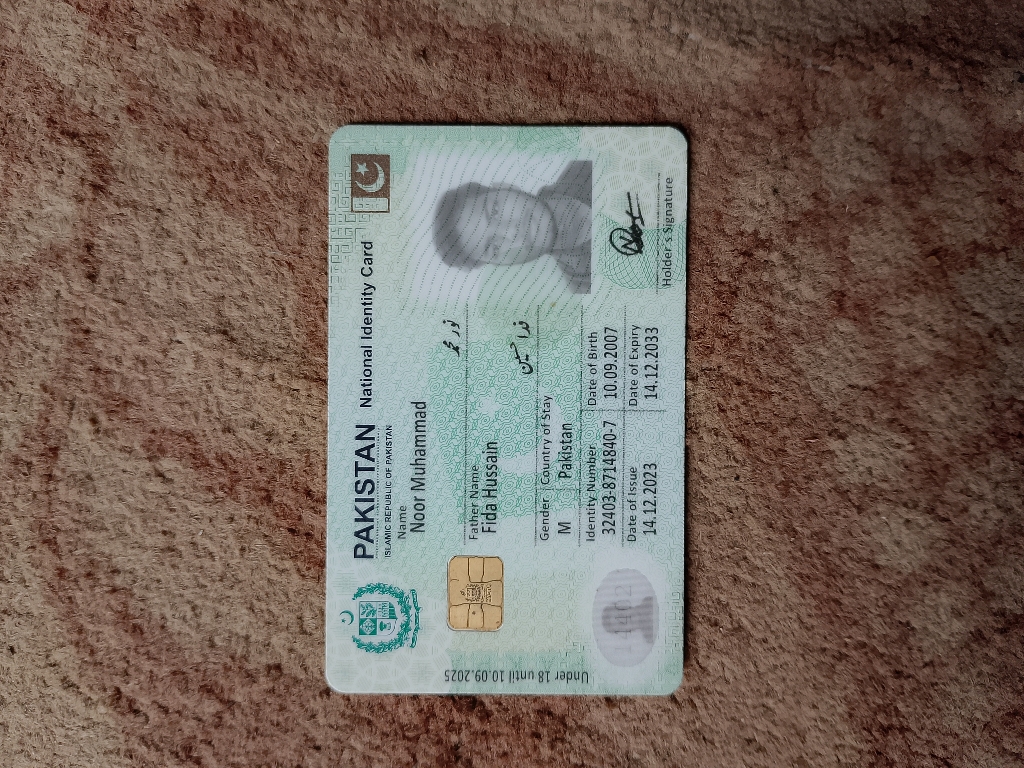 PAKISTAN National Identity Card
ISLAMIC REPUBLIC OF PAKISTAN
Name
Noor Muhammad
نور محمد
Father Name
Fida Hussain
فدا حسین
Gender Country of Stay
M Pakistan
Identity Number Date of Birth
32403-8714840-7 10.09.2007
Date of Issue Date of Expiry
14.12.2023 14.12.2033
Holder's Signature
Under 18 until 10.09.2025